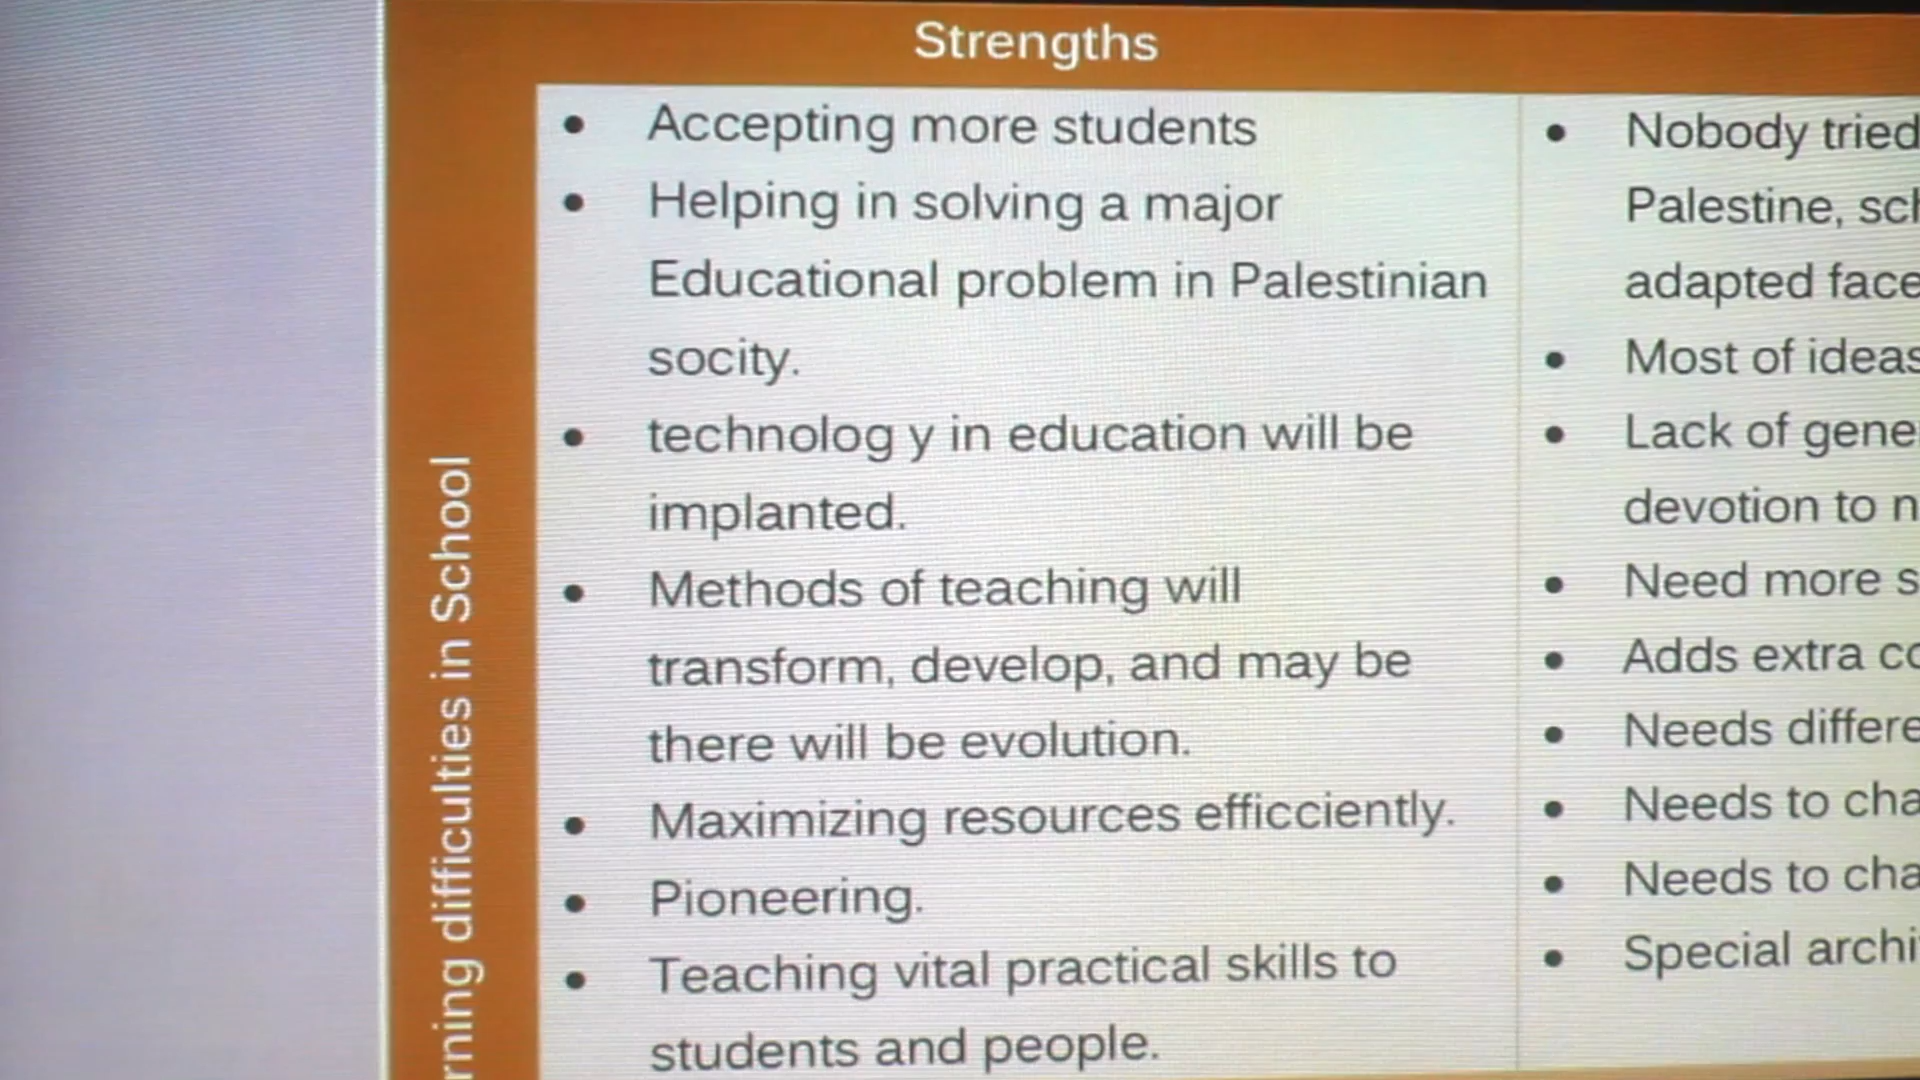 Strengths
Accepting more students
Helping in solving a major
Educational problem in Palestinian
socity.
technolog y in education will be
implanted.
Methods of teaching will
transform, develop, and may be
there will be evolution.
Maximizing resources efficciently.
Pioneering.
Teaching vital practical skills to
students and people.
Nobody tried
Palestine,
adapted
Most of ideas
Lack of
devotion to
Need more
Adds extra
Needs
Needs to
Needs to
Special
difficulties in School